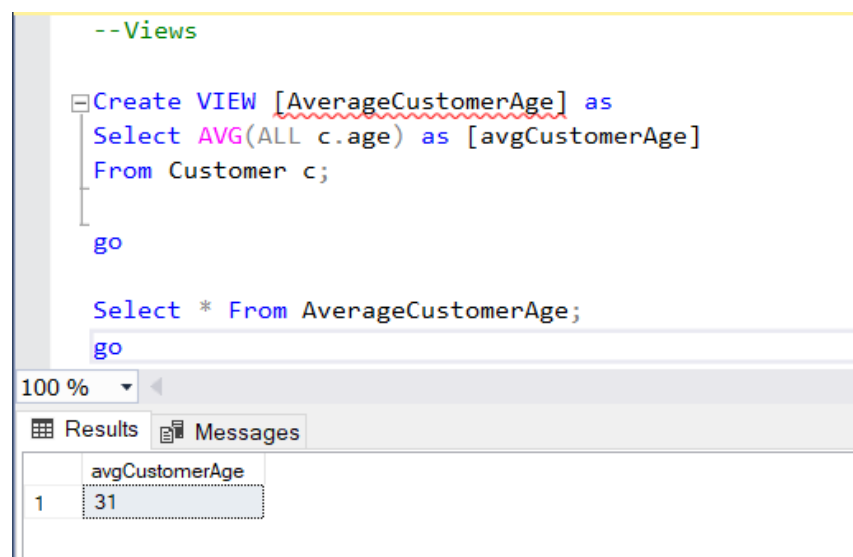 --Views
Create VIEW [AverageCustomerAge] as
Select AVG(ALL c.age) as [avgCustomerAge]
From Customer c;
go
Select * From AverageCustomerAge;
go
100 %
Results Messages
avgCustomerAge
1 31